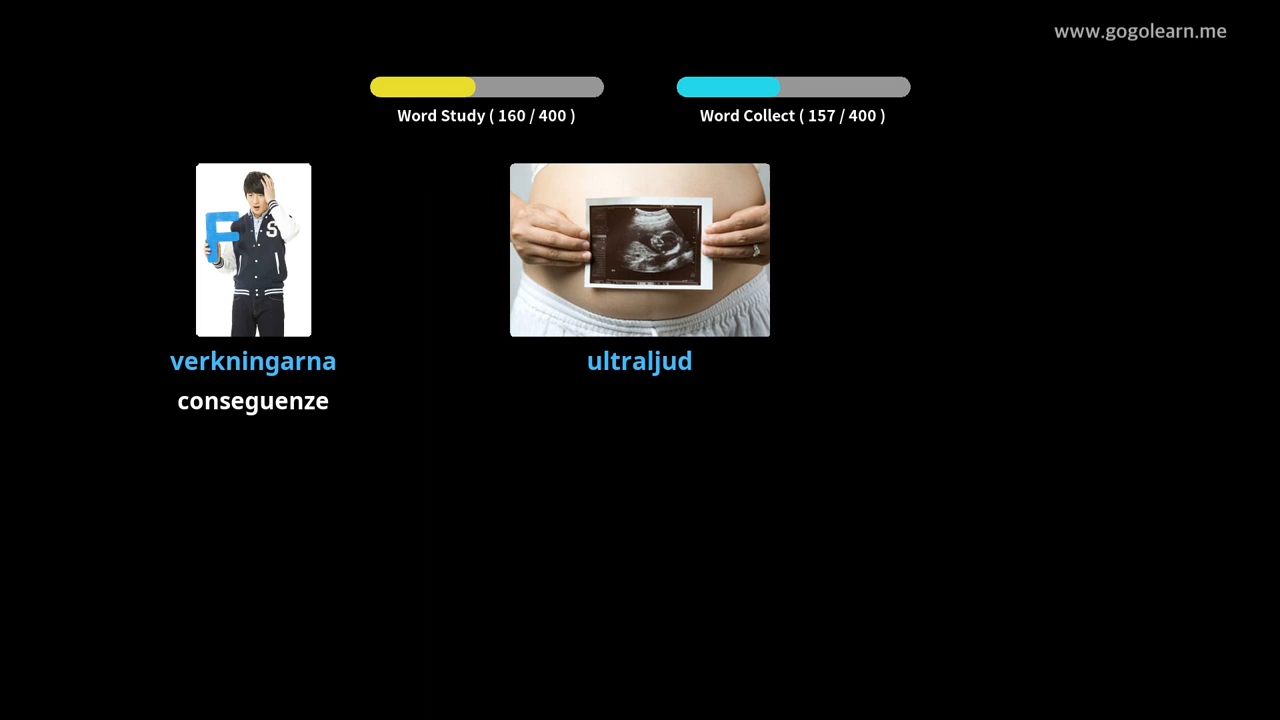 www.gogolearn.me
Word Study ( 160 / 400 )
Word Collect ( 157 / 400 )
F
S
verkningarna
ultraljud
conseguenze